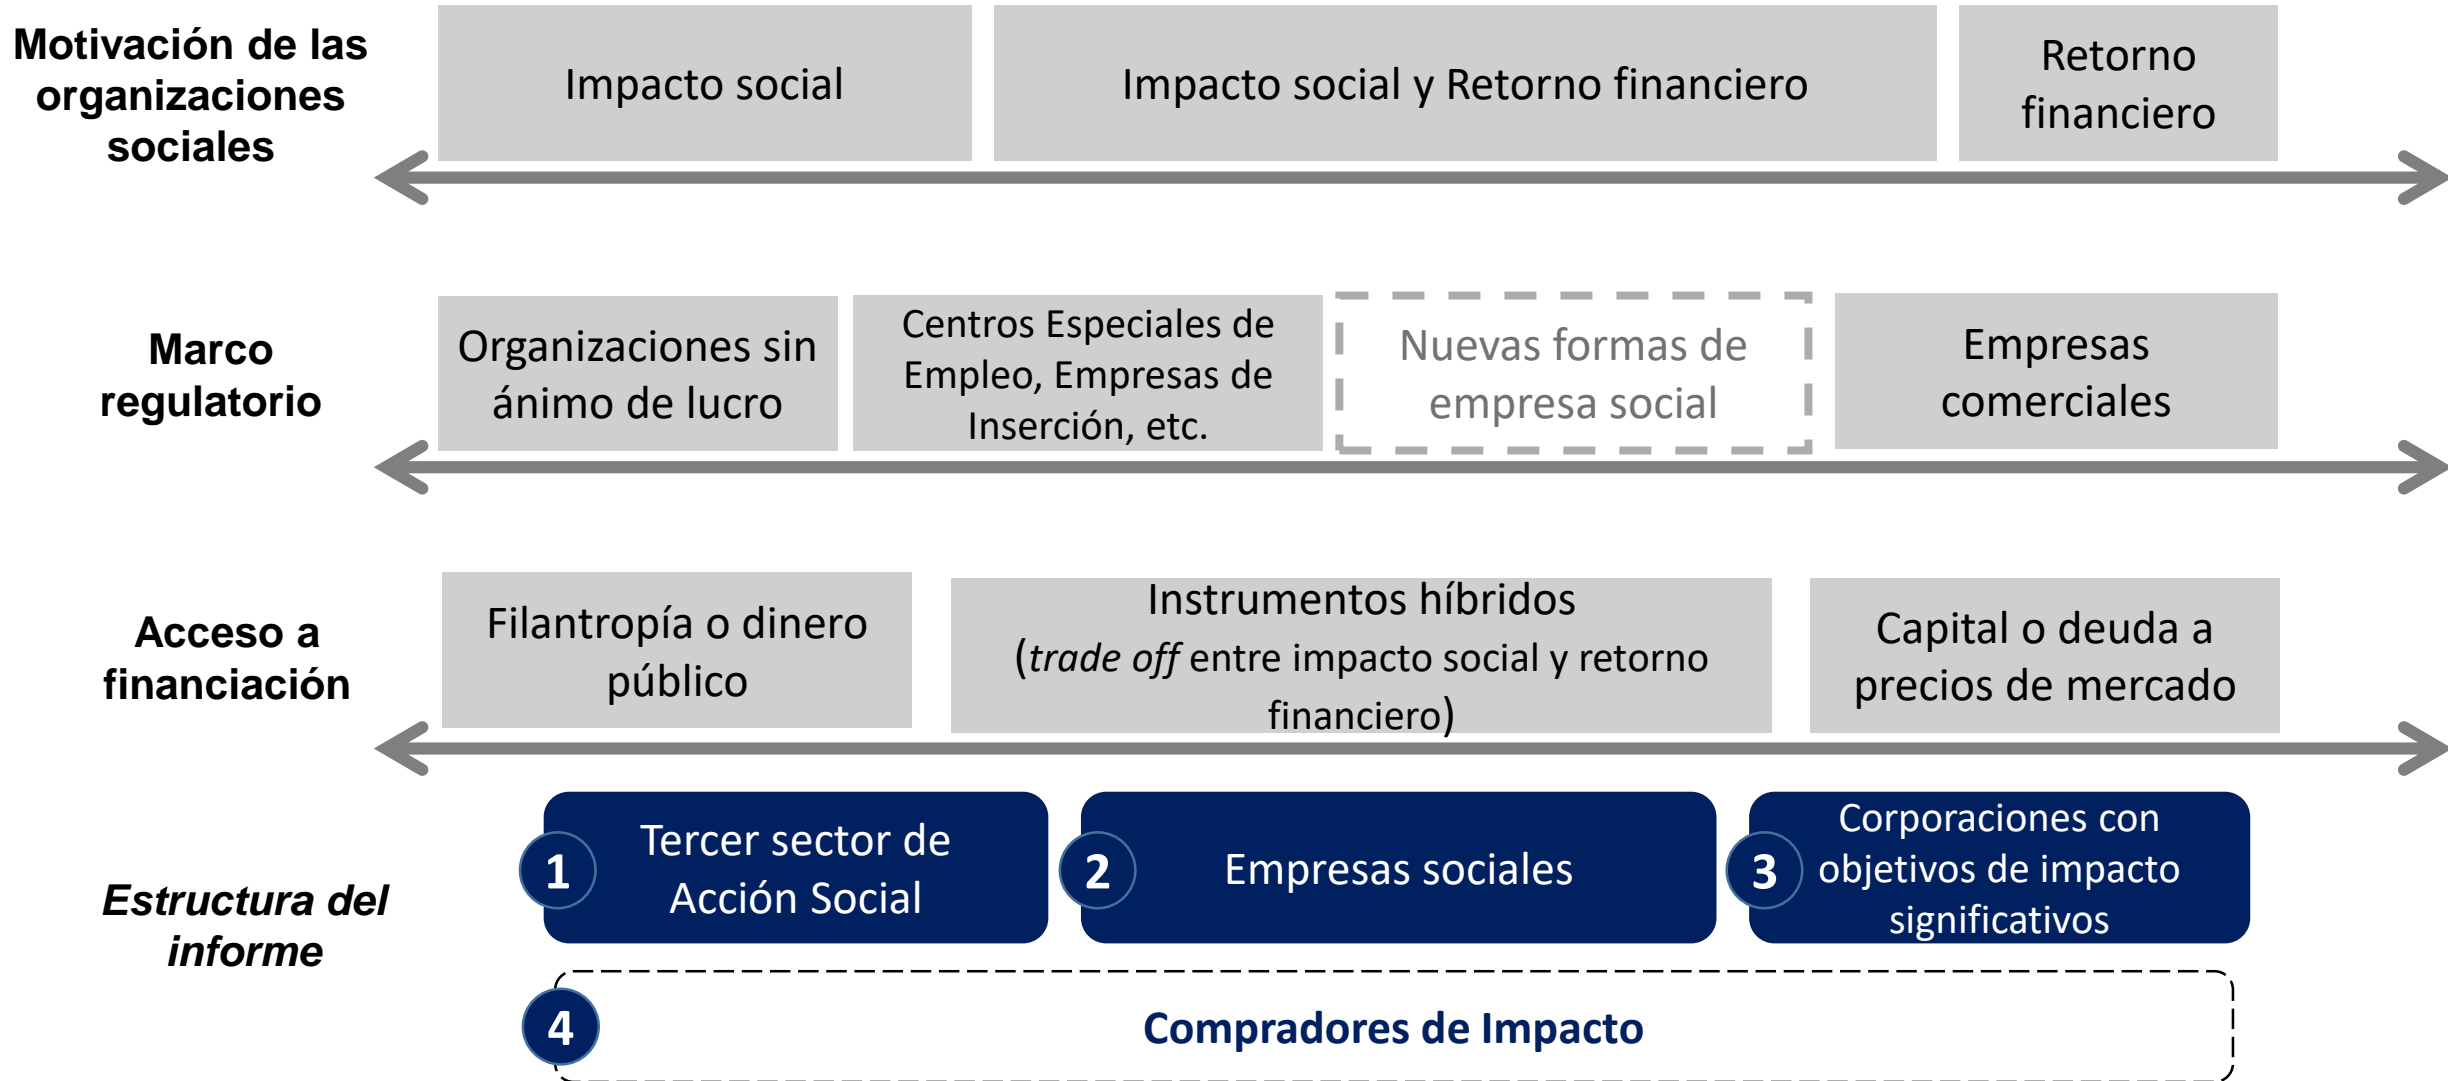 Motivación de las
organizaciones
sociales
Impacto social
Impacto social y Retorno financiero
Retorno
financiero
Marco
regulatorio
Organizaciones sin
ánimo de lucro
Centros Especiales de
Empleo, Empresas de
Inserción, etc.
Nuevas formas de
empresa social
Empresas
comerciales
Acceso a
financiación
Filantropía o dinero
público
Instrumentos híbridos
(trade off entre impacto social y retorno
financiero)
Capital o deuda a
precios de mercado
Estructura del
informe
1
Tercer sector de
Acción Social
2
Empresas sociales
3
Corporaciones con
objetivos de impacto
significativos
4
Compradores de Impacto